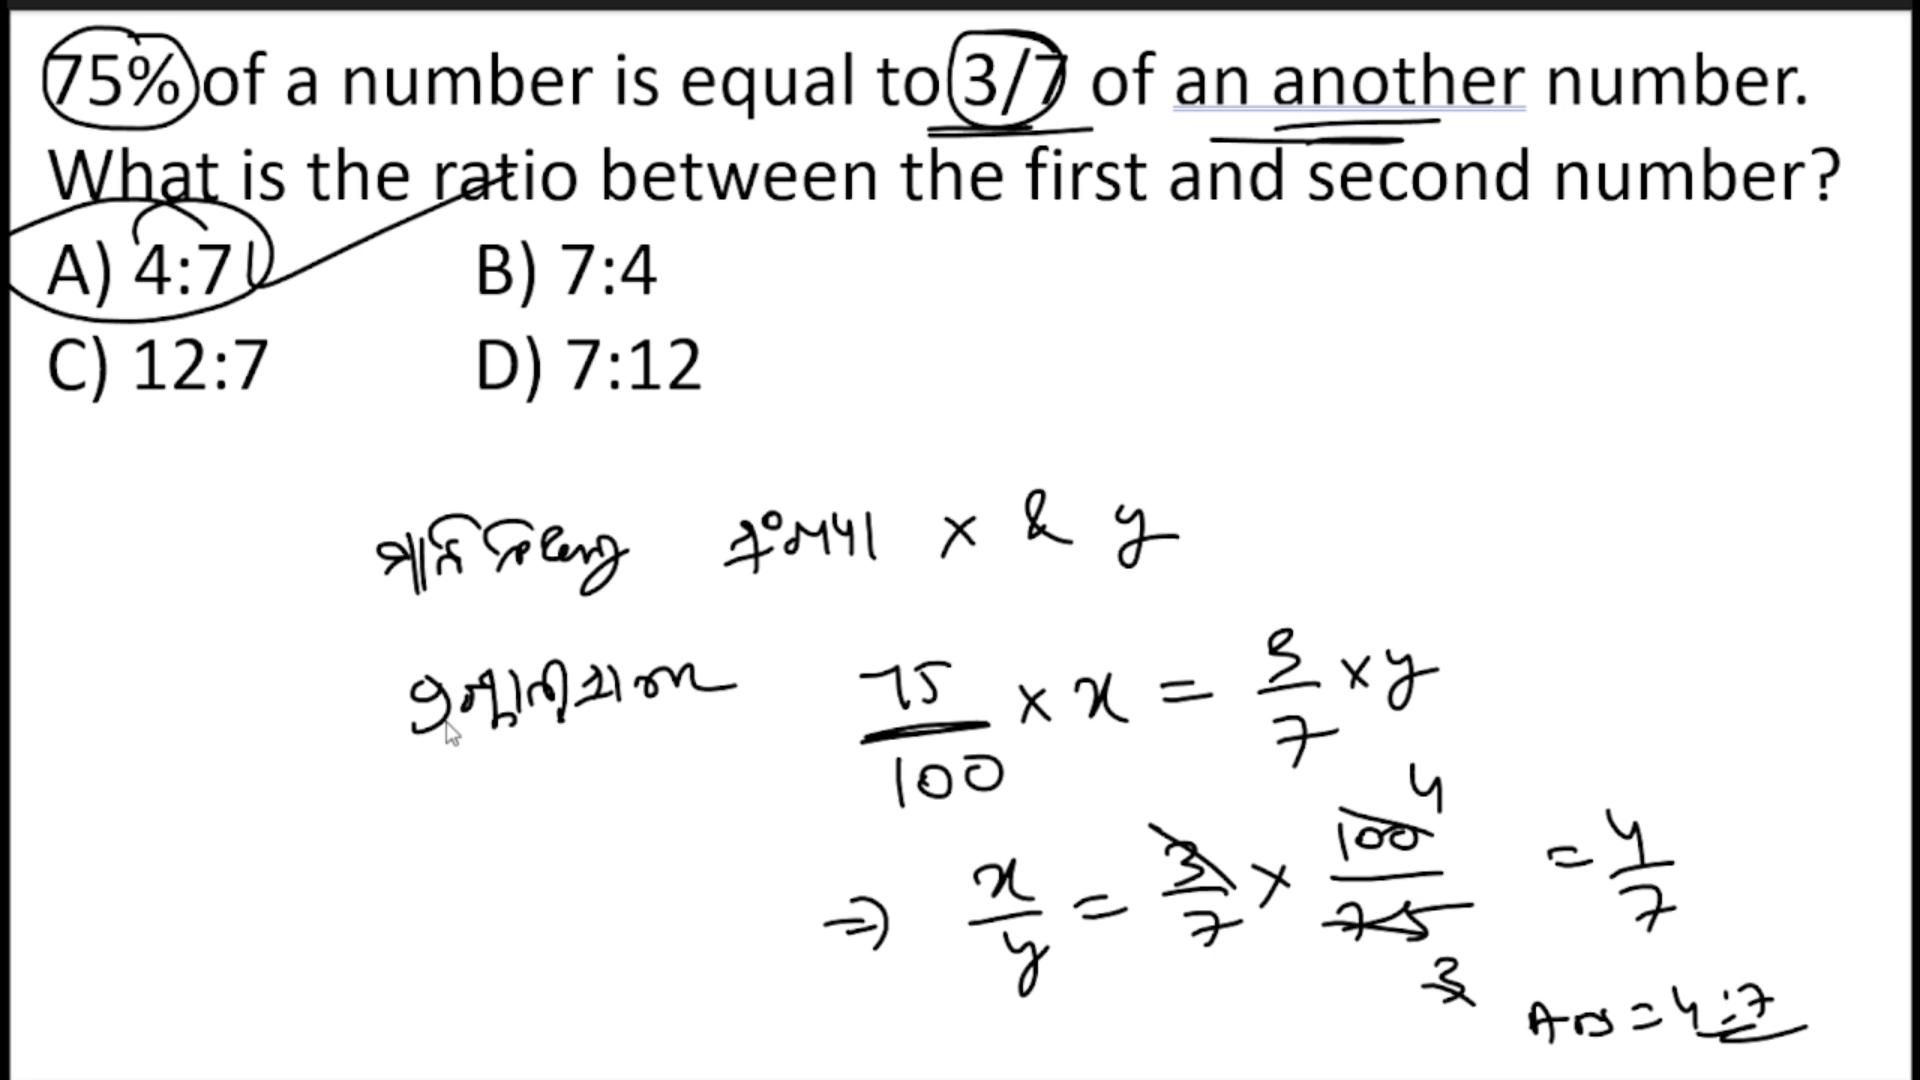 75% of a number is equal to 3/7 of an another number.
What is the ratio between the first and second number?
A) 4:7 B) 7:4
C) 12:7 D) 7:12
x & y
75/100 × x = 3/7 × y
⇒ x/y = 3/7 × 100/75 = 4/7
4
3
Ans = 4:7